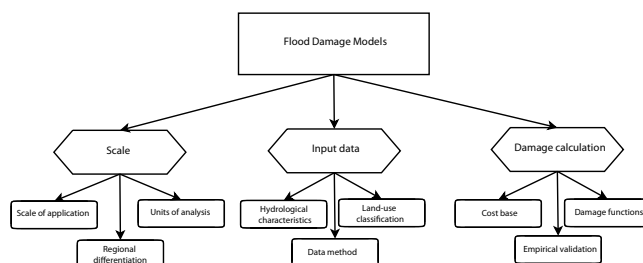 Flood Damage Models
Scale
Input data
Damage calculation
Scale of application
Units of analysis
Hydrological
characteristics
Land-use
classification
Cost base
Damage functions
Regional
differentiation
Data method
Empirical validation